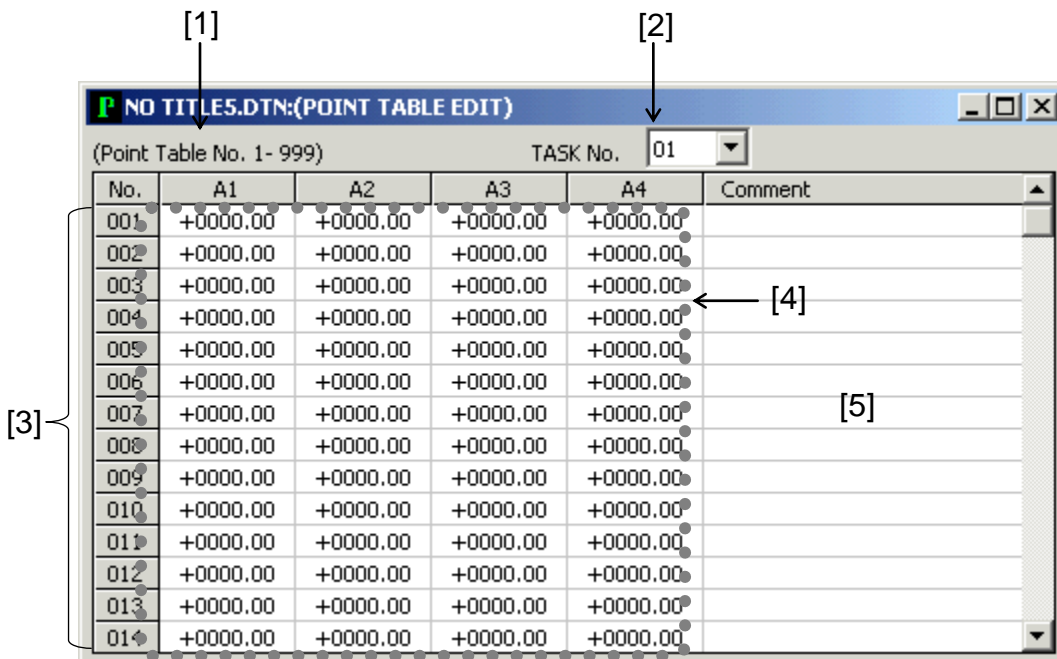 [1] [2]
P NO TITLE5.DTN:(POINT TABLE EDIT)
(Point Table No. 1- 999) TASK No. 01
No. A1 A2 A3 A4 Comment
001 +0000.00 +0000.00 +0000.00 +0000.00
002 +0000.00 +0000.00 +0000.00 +0000.00
003 +0000.00 +0000.00 +0000.00 +0000.00
[4]
004 +0000.00 +0000.00 +0000.00 +0000.00
005 +0000.00 +0000.00 +0000.00 +0000.00
006 +0000.00 +0000.00 +0000.00 +0000.00
007 +0000.00 +0000.00 +0000.00 +0000.00 [5]
[3]
008 +0000.00 +0000.00 +0000.00 +0000.00
009 +0000.00 +0000.00 +0000.00 +0000.00
010 +0000.00 +0000.00 +0000.00 +0000.00
011 +0000.00 +0000.00 +0000.00 +0000.00
012 +0000.00 +0000.00 +0000.00 +0000.00
013 +0000.00 +0000.00 +0000.00 +0000.00
014 +0000.00 +0000.00 +0000.00 +0000.00